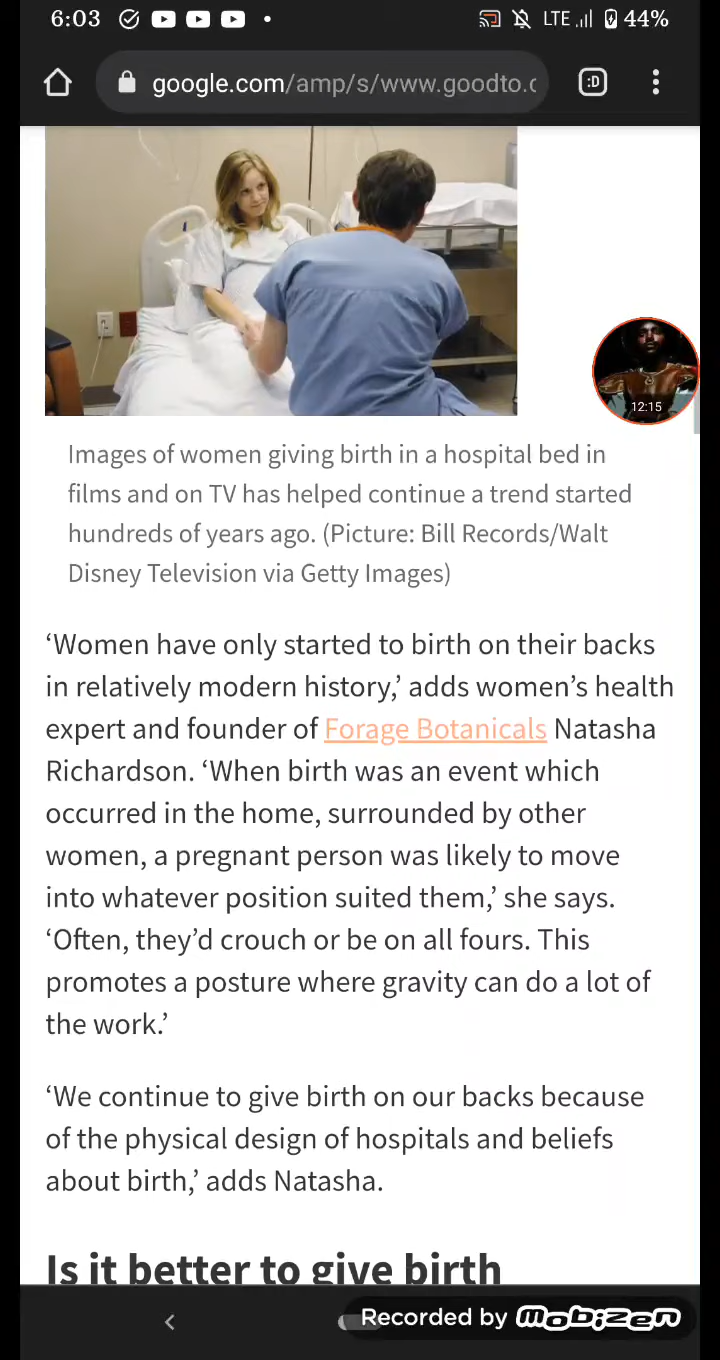 6:03
LTE 44%
google.com/amp/s/www.goodto.c
:D
12:15
Images of women giving birth in a hospital bed in
films and on TV has helped continue a trend started
hundreds of years ago. (Picture: Bill Records/Walt
Disney Television via Getty Images)
‘Women have only started to birth on their backs
in relatively modern history,’ adds women’s health
expert and founder of Forage Botanicals Natasha
Richardson. ‘When birth was an event which
occurred in the home, surrounded by other
women, a pregnant person was likely to move
into whatever position suited them,’ she says.
‘Often, they’d crouch or be on all fours. This
promotes a posture where gravity can do a lot of
the work.’
‘We continue to give birth on our backs because
of the physical design of hospitals and beliefs
about birth,’ adds Natasha.
Is it better to give birth
Recorded by Mobizen